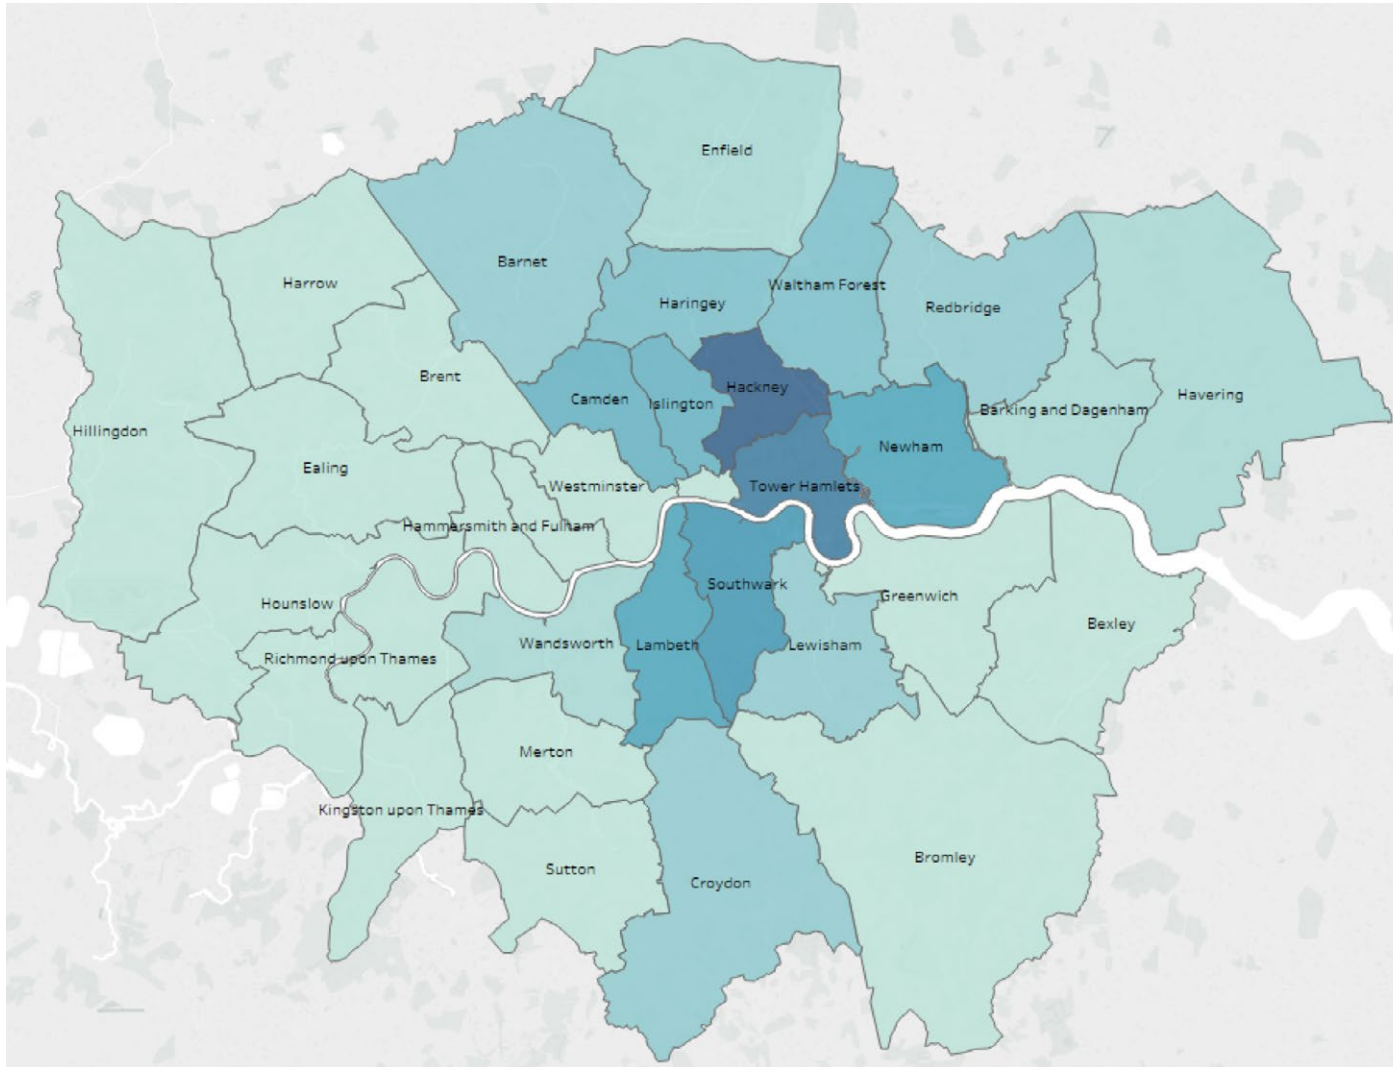 Enfield
Barnet
Harrow
Waltham Forest
Haringey
Redbridge
Brent
Hackney
Havering
Camden
Islington
Barking and Dagenham
Hillingdon
Newham
Ealing
Westminster
Tower Hamlets
Hammersmith and Fulham
Southwark
Greenwich
Hounslow
Bexley
Wandsworth
Lambeth
Lewisham
Richmond upon Thames
Merton
Kingston upon Thames
Bromley
Sutton
Croydon